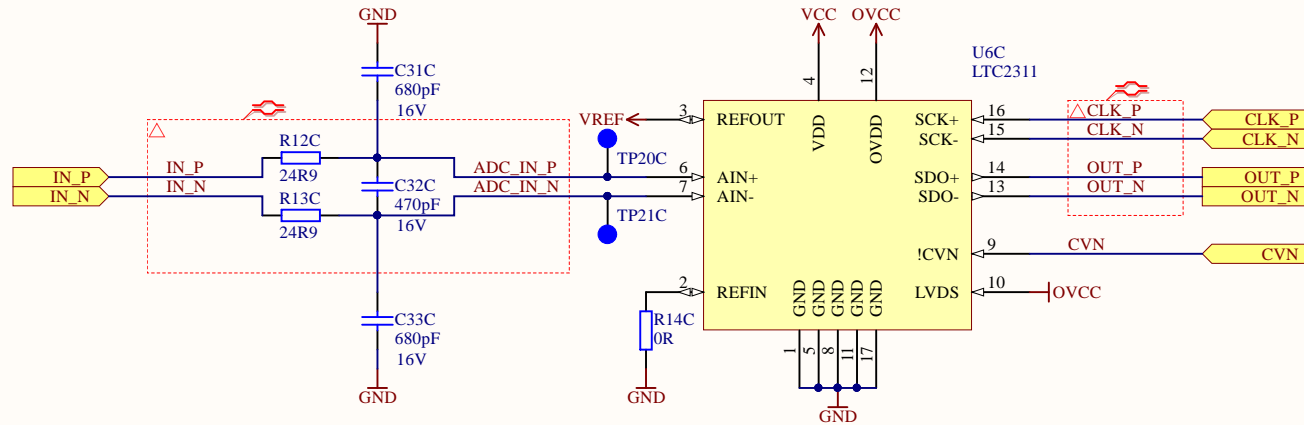 GND
VCC
OVCC
U6C
LTC2311
C31C
680pF
16V
4
12
R12C
24R9
IN_P
IN_P
IN_N
IN_N
R13C
24R9
C32C
470pF
16V
ADC_IN_P
ADC_IN_N
VREF
TP20C
TP21C
3
REFOUT
6
AIN+
7
AIN-
2
REFIN
VDD
OVDD
SCK+
16
CLK_P
CLK_P
SCK-
15
CLK_N
CLK_N
SDO+
14
OUT_P
OUT_P
SDO-
13
OUT_N
OUT_N
!CVN
9
CVN
CVN
LVDS
10
OVCC
GND
GND
GND
GND
GND
R14C
0R
C33C
680pF
16V
1
5
8
11
17
GND
GND
GND